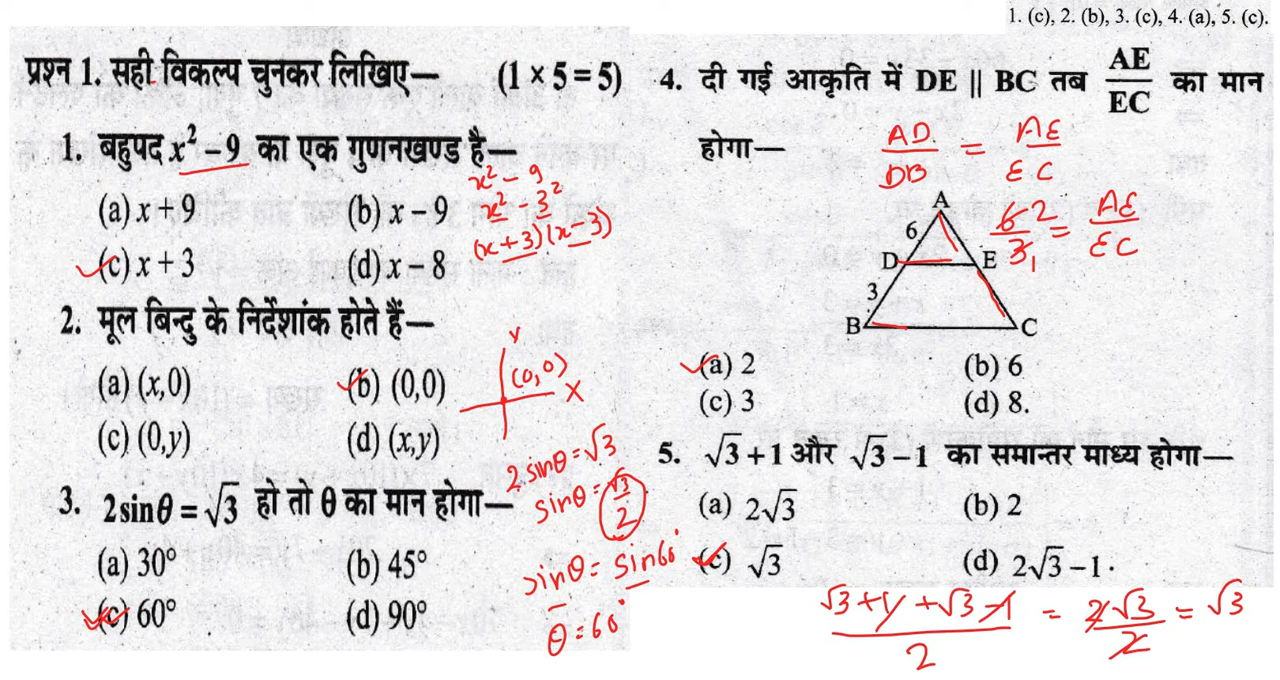 1. (c), 2. (b), 3. (c), 4. (a), 5. (c).
प्रश्न 1. सही विकल्प चुनकर लिखिए— (1 × 5 = 5)
1. बहुपद x² – 9 का एक गुणनखण्ड है—
x² – 9
x² – 3²
(x+3)(x–3)
(a) x + 9 (b) x – 9
(c) x + 3 (d) x – 8
2. मूल बिन्दु के निर्देशांक होते हैं—
(a) (x,0) (b) (0,0)
(c) (0,y) (d) (x,y)
Y
(0,0)
X
3. 2sinθ = √3 हो तो θ का मान होगा—
(a) 30° (b) 45°
(c) 60° (d) 90°
2sinθ = √3
sinθ = √3/2
sinθ = sin60°
θ = 60°
4. दी गई आकृति में DE || BC तब AE/EC का मान
होगा—
AD/DB = AE/EC
6/3 2/1 = AE/EC
A
6
D E
3
B C
(a) 2 (b) 6
(c) 3 (d) 8.
5. √3 + 1 और √3 – 1 का समान्तर माध्य होगा—
(a) 2√3 (b) 2
(c) √3 (d) 2√3 – 1.
(√3 + 1 + √3 – 1)/2 = 2√3/2 = √3